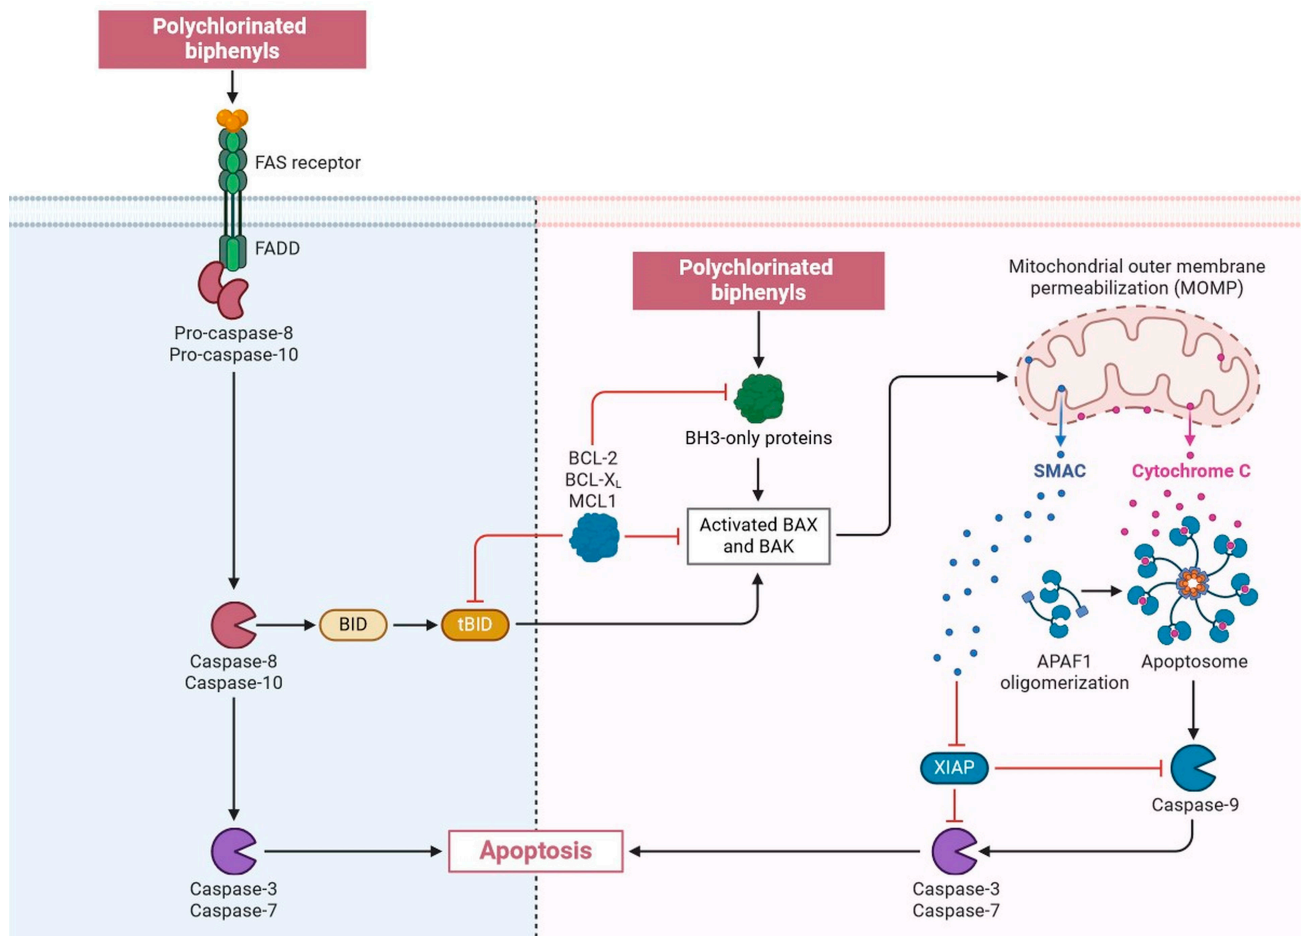 Polychlorinated
biphenyls
FAS receptor
FADD
Pro-caspase-8
Pro-caspase-10
Polychlorinated
biphenyls
Mitochondrial outer membrane
permeabilization (MOMP)
BH3-only proteins
BCL-2
BCL-X_L
MCL1
SMAC
Cytochrome C
Activated BAX
and BAK
BID
tBID
Caspase-8
Caspase-10
APAF1
oligomerization
Apoptosome
XIAP
Caspase-9
Apoptosis
Caspase-3
Caspase-7
Caspase-3
Caspase-7